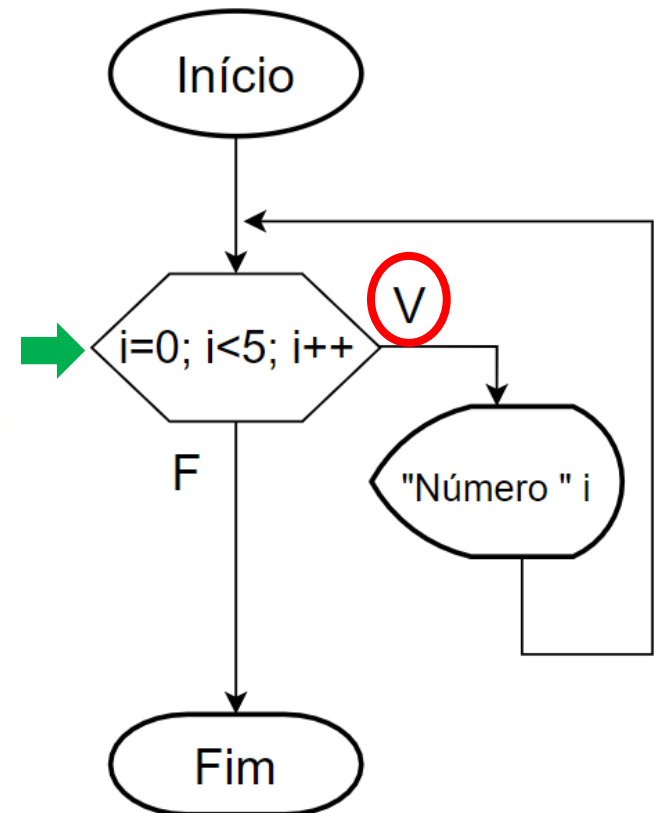 Início
i=0; i<5; i++
V
F
"Número " i
Fim